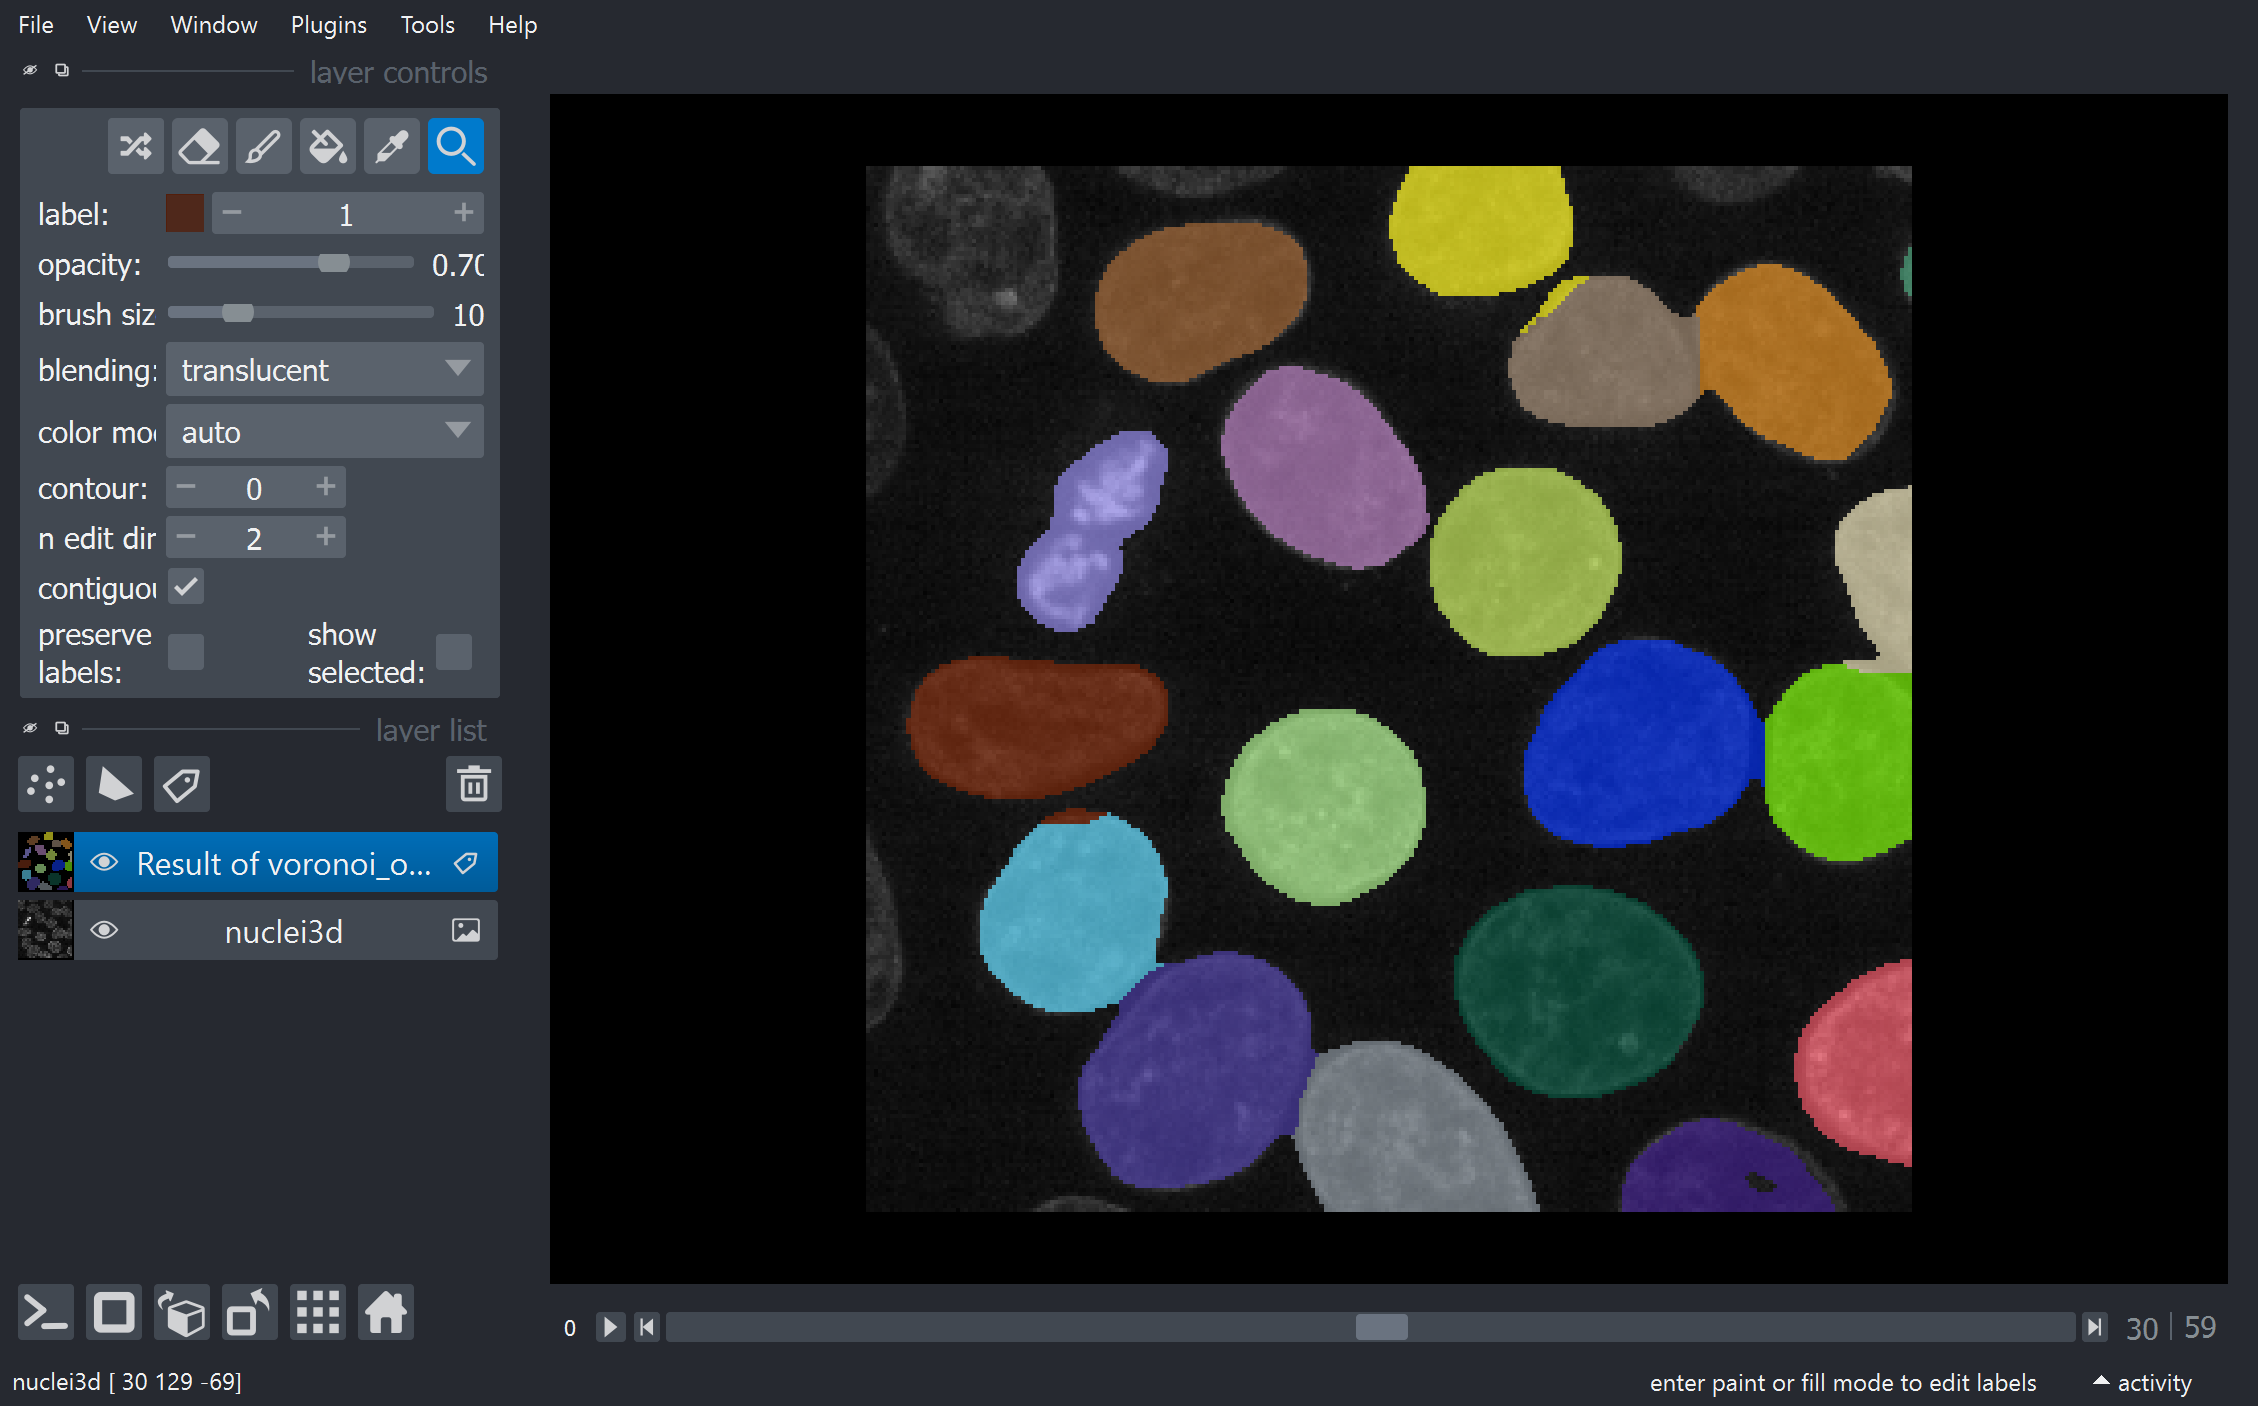 File View Window Plugins Tools Help
layer controls
label: 1
opacity: 0.70
brush siz 10
blending: translucent
color mo auto
contour: 0
n edit dir 2
contiguou
preserve labels:
show selected:
layer list
Result of voronoi_o...
nuclei3d
0 30 59
nuclei3d [ 30 129 -69]
enter paint or fill mode to edit labels
activity